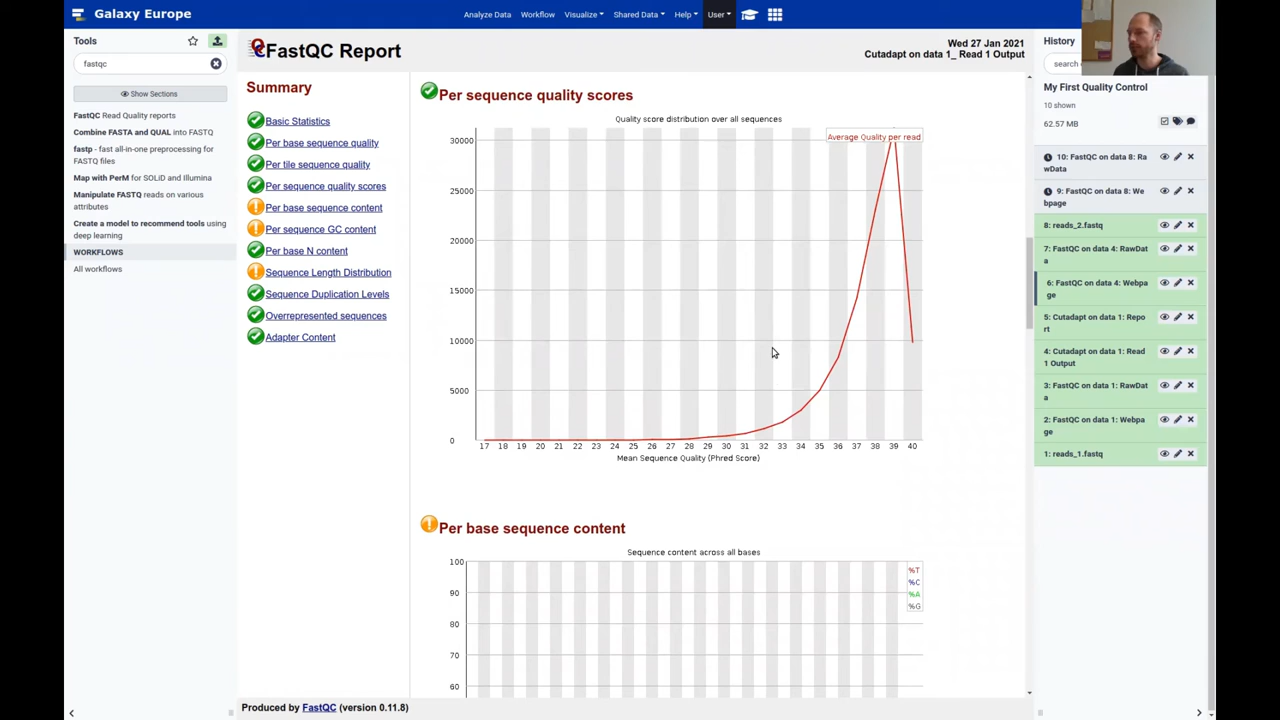 Galaxy Europe
Analyze Data Workflow Visualize Shared Data Help User
Tools
fastqc
Show Sections
FastQC Read Quality reports
Combine FASTA and QUAL into FASTQ
fastp - fast all-in-one preprocessing for
FASTQ files
Map with PerM for SOLiD and Illumina
Manipulate FASTQ reads on various
attributes
Create a model to recommend tools using
deep learning
WORKFLOWS
All workflows
FastQC Report
Wed 27 Jan 2021
Cutadapt on data 1_ Read 1 Output
Summary
Basic Statistics
Per base sequence quality
Per tile sequence quality
Per sequence quality scores
Per base sequence content
Per sequence GC content
Per base N content
Sequence Length Distribution
Sequence Duplication Levels
Overrepresented sequences
Adapter Content
Per sequence quality scores
Quality score distribution over all sequences
Average Quality per read
30000
25000
20000
15000
10000
5000
0
17 18 19 20 21 22 23 24 25 26 27 28 29 30 31 32 33 34 35 36 37 38 39 40
Mean Sequence Quality (Phred Score)
Per base sequence content
Sequence content across all bases
%T
%C
%A
%G
100
90
80
70
60
Produced by FastQC (version 0.11.8)
History
search
My First Quality Control
10 shown
62.57 MB
10: FastQC on data 8: Ra
wData
9: FastQC on data 8: We
bpage
8: reads_2.fastq
7: FastQC on data 4: RawDat
a
6: FastQC on data 4: Webpa
ge
5: Cutadapt on data 1: Repo
rt
4: Cutadapt on data 1: Read
1 Output
3: FastQC on data 1: RawDat
a
2: FastQC on data 1: Webpa
ge
1: reads_1.fastq